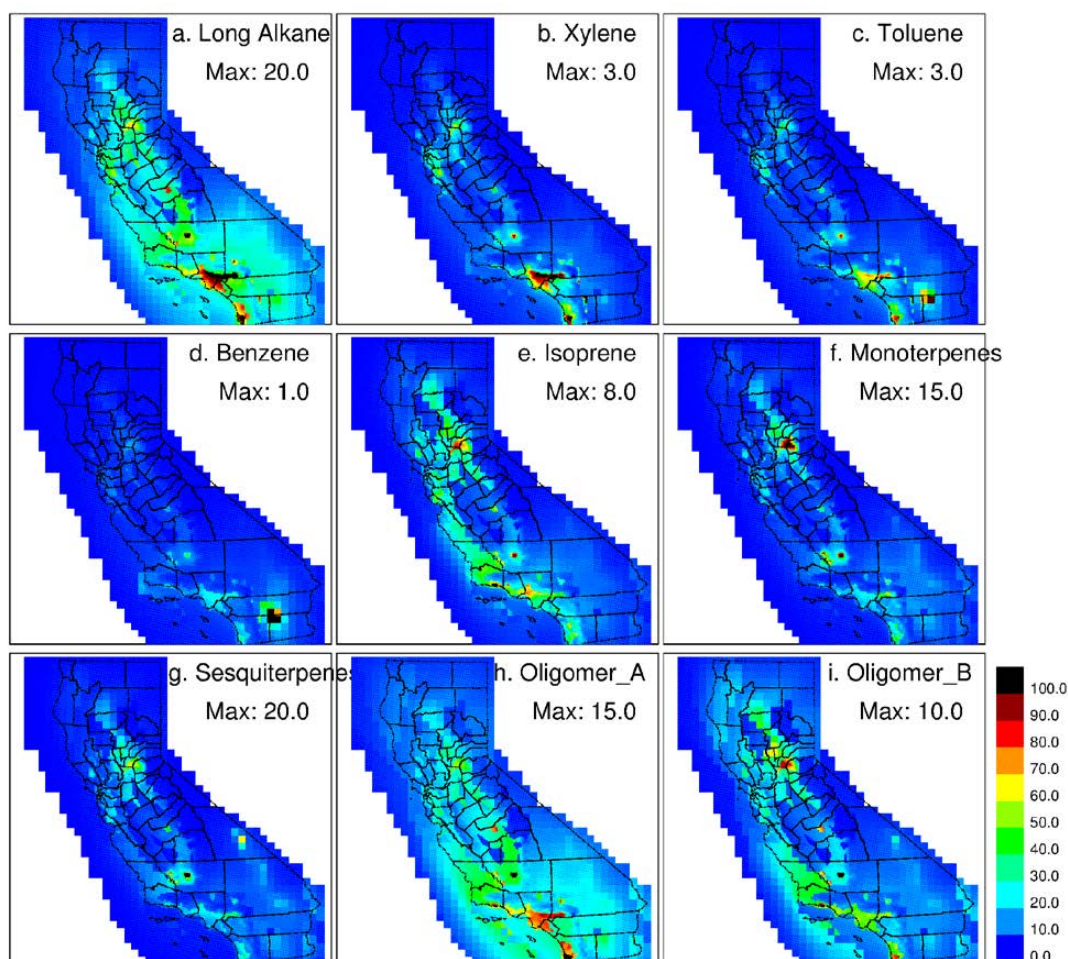 a. Long Alkane
Max: 20.0
b. Xylene
Max: 3.0
c. Toluene
Max: 3.0
d. Benzene
Max: 1.0
e. Isoprene
Max: 8.0
f. Monoterpenes
Max: 15.0
g. Sesquiterpenes
Max: 20.0
h. Oligomer_A
Max: 15.0
i. Oligomer_B
Max: 10.0
100.0
90.0
80.0
70.0
60.0
50.0
40.0
30.0
20.0
10.0
0.0